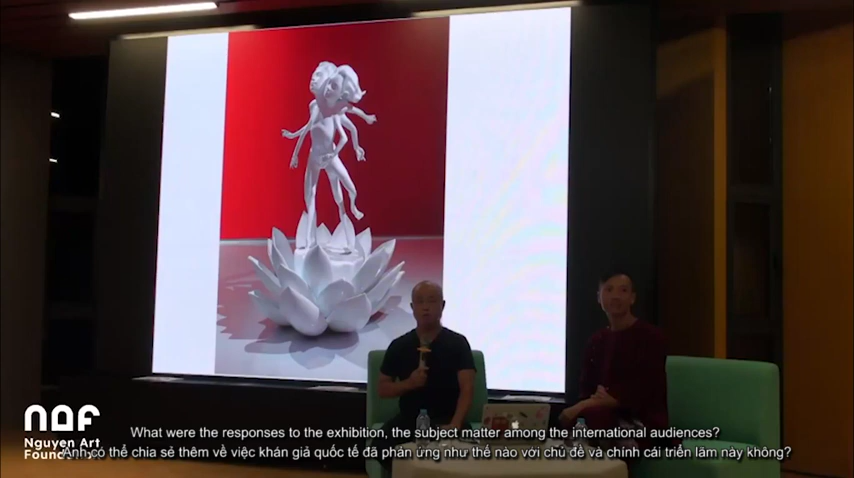 naf
Nguyen Art
Foundation
What were the responses to the exhibition, the subject matter among the international audiences?
Anh có thể chia sẻ thêm về việc khán giả quốc tế đã phản ứng như thế nào với chủ đề và chính cái triển lãm này không?